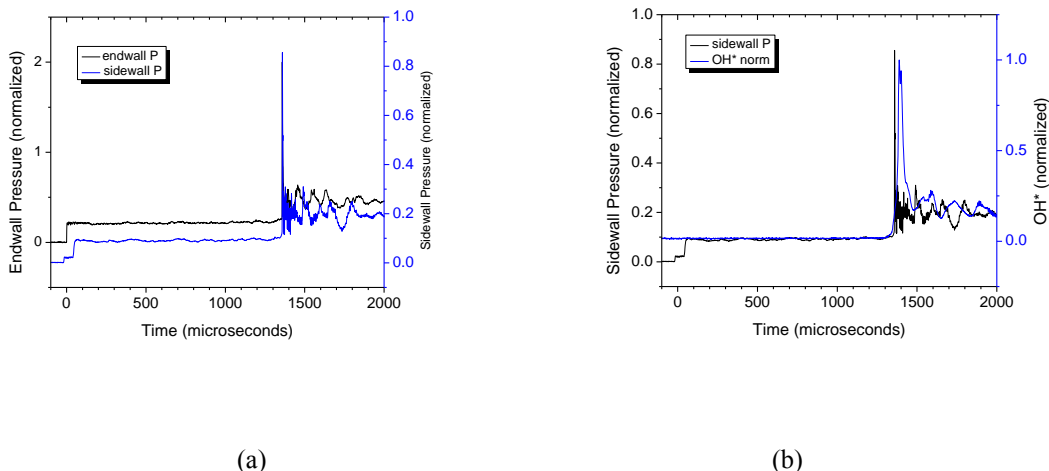 endwall P
sidewall P
Endwall Pressure (normalized)
2
1
0
1.0
0.8
0.6
0.4
0.2
0.0
Sidewall Pressure (normalized)
0
500
1000
1500
2000
Time (microseconds)
(a)
sidewall P
OH* norm
Sidewall Pressure (normalized)
1.0
0.8
0.6
0.4
0.2
0.0
1.0
0.5
0.0
OH* (normalized)
0
500
1000
1500
2000
Time (microseconds)
(b)